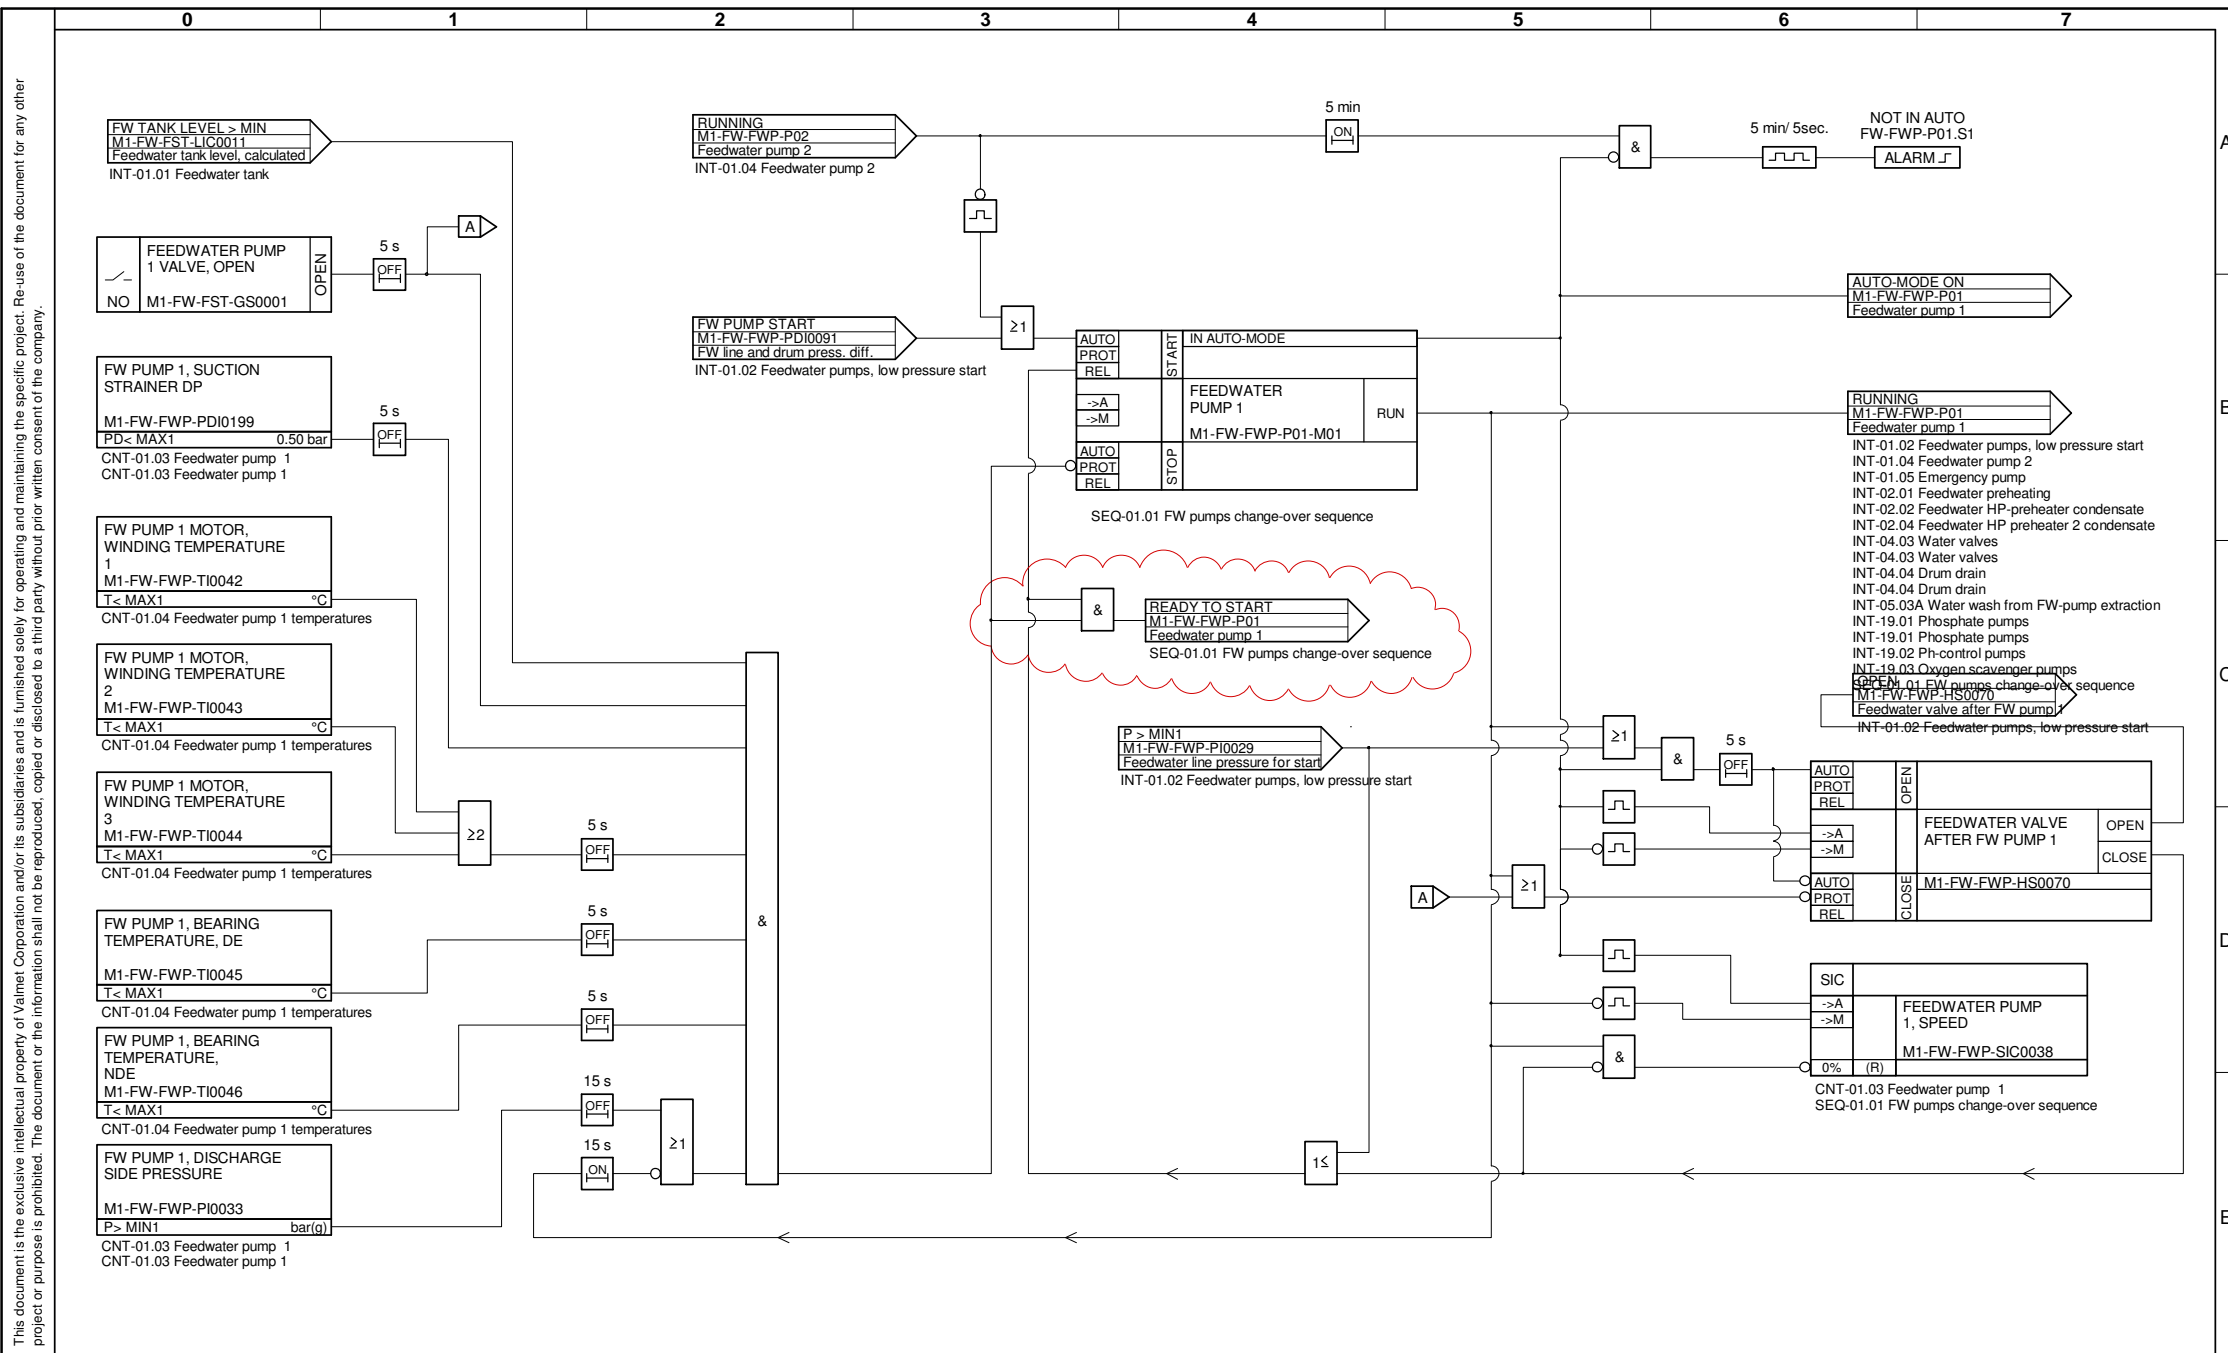 0 1 2 3 4 5 6 7
This document is the exclusive intellectual property of Valmet Corporation and/or its subsidiaries and is furnished solely for operating and maintaining the specific project. Re-use of the document for any other
project or purpose is prohibited. The document or the information shall not be reproduced, copied or disclosed to a third party without prior written consent of the company.
FW TANK LEVEL > MIN
M1-FW-FST-LIC0011
Feedwater tank level, calculated
INT-01.01 Feedwater tank
A
FEEDWATER PUMP
1 VALVE, OPEN
NO M1-FW-FST-GS0001
OPEN
5 s
OFF
FW PUMP 1, SUCTION
STRAINER DP
M1-FW-FWP-PDI0199
PD< MAX1 0.50 bar
CNT-01.03 Feedwater pump 1
CNT-01.03 Feedwater pump 1
5 s
OFF
FW PUMP 1 MOTOR,
WINDING TEMPERATURE
1
M1-FW-FWP-TI0042
T< MAX1 °C
CNT-01.04 Feedwater pump 1 temperatures
FW PUMP 1 MOTOR,
WINDING TEMPERATURE
2
M1-FW-FWP-TI0043
T< MAX1 °C
CNT-01.04 Feedwater pump 1 temperatures
FW PUMP 1 MOTOR,
WINDING TEMPERATURE
3
M1-FW-FWP-TI0044
T< MAX1 °C
CNT-01.04 Feedwater pump 1 temperatures
≥2
5 s
OFF
FW PUMP 1, BEARING
TEMPERATURE, DE
M1-FW-FWP-TI0045
T< MAX1 °C
CNT-01.04 Feedwater pump 1 temperatures
5 s
OFF
FW PUMP 1, BEARING
TEMPERATURE,
NDE
M1-FW-FWP-TI0046
T< MAX1 °C
CNT-01.04 Feedwater pump 1 temperatures
5 s
OFF
FW PUMP 1, DISCHARGE
SIDE PRESSURE
M1-FW-FWP-PI0033
P> MIN1 bar(g)
CNT-01.03 Feedwater pump 1
CNT-01.03 Feedwater pump 1
15 s
OFF
15 s
ON
≥1
&
RUNNING
M1-FW-FWP-P02
Feedwater pump 2
INT-01.04 Feedwater pump 2
FW PUMP START
M1-FW-FWP-PDI0091
FW line and drump press. diff.
INT-01.02 Feedwater pumps, low pressure start
≥1
5 min
ON
&
5 min/ 5sec.
NOT IN AUTO
FW-FWP-P01.S1
ALARM
AUTO
PROT
REL
START
IN AUTO-MODE
->A
->M
FEEDWATER
PUMP 1
M1-FW-FWP-P01-M01
RUN
AUTO
PROT
REL
STOP
SEQ-01.01 FW pumps change-over sequence
&
READY TO START
M1-FW-FWP-P01
Feedwater pump 1
SEQ-01.01 FW pumps change-over sequence
P > MIN1
M1-FW-FWP-PI0029
Feedwater line pressure for start
INT-01.02 Feedwater pumps, low pressure start
AUTO-MODE ON
M1-FW-FWP-P01
Feedwater pump 1
RUNNING
M1-FW-FWP-P01
Feedwater pump 1
INT-01.02 Feedwater pumps, low pressure start
INT-01.04 Feedwater pump 2
INT-01.05 Emergency pump
INT-02.01 Feedwater preheating
INT-02.02 Feedwater HP-preheater condensate
INT-02.04 Feedwater HP preheater 2 condensate
INT-04.03 Water valves
INT-04.03 Water valves
INT-04.04 Drum drain
INT-04.04 Drum drain
INT-05.03A Water wash from FW-pump extraction
INT-19.01 Phosphate pumps
INT-19.01 Phosphate pumps
INT-19.02 Ph-control pumps
INT-19.03 Oxygen scavenger pumps
SEQ-01.01 FW pumps change-over sequence
OPEN
M1-FW-FWP-HS0070
Feedwater valve after FW pump 1
INT-01.02 Feedwater pumps, low pressure start
≥1
&
5 s
OFF
AUTO
PROT
REL
OPEN
->A
->M
FEEDWATER VALVE
AFTER FW PUMP 1
OPEN
CLOSE
AUTO
PROT
REL
CLOSE
M1-FW-FWP-HS0070
A
≥1
SIC
->A
->M
FEEDWATER PUMP
1, SPEED
M1-FW-FWP-SIC0038
0% (R)
CNT-01.03 Feedwater pump 1
SEQ-01.01 FW pumps change-over sequence
&
1≤
A
B
C
D
E